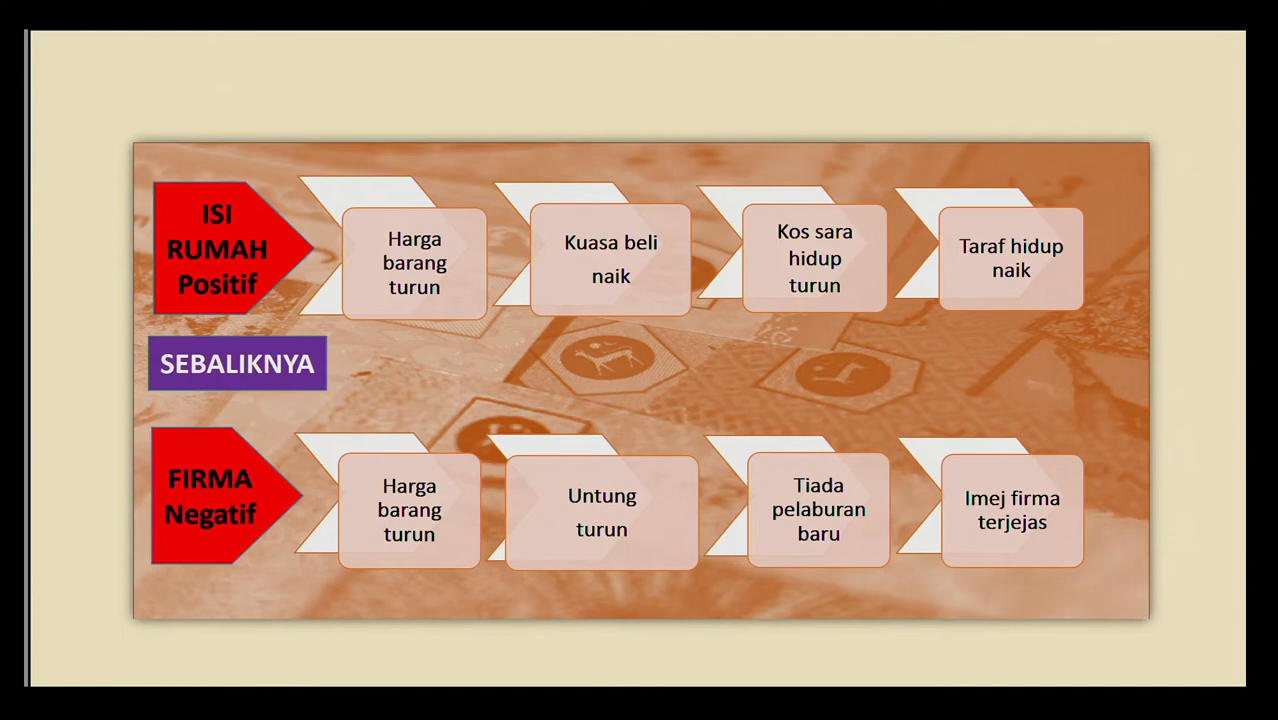 ISI
RUMAH
Positif
Harga
barang
turun
Kuasa beli
naik
Kos sara
hidup
turun
Taraf hidup
naik
SEBALIKNYA
FIRMA
Negatif
Harga
barang
turun
Untung
turun
Tiada
pelaburan
baru
Imej firma
terjejas